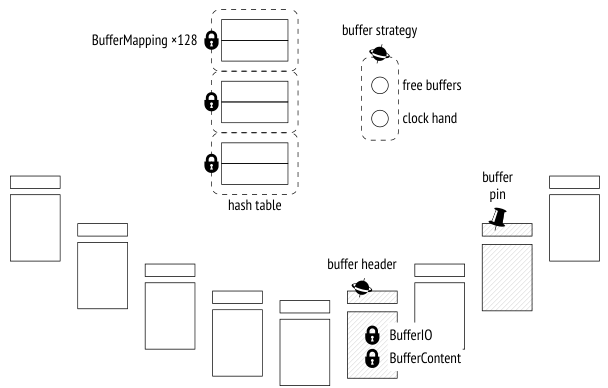 BufferMapping ×128
buffer strategy
free buffers
clock hand
hash table
buffer
pin
buffer header
BufferIO
BufferContent